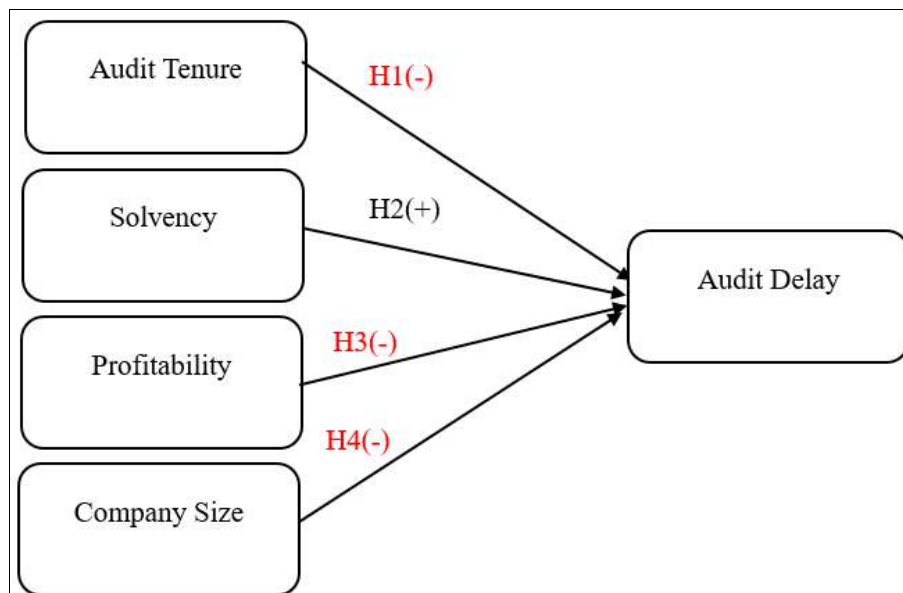 Audit Tenure
H1(-)
Solvency
H2(+)
Audit Delay
Profitability
H3(-)
H4(-)
Company Size